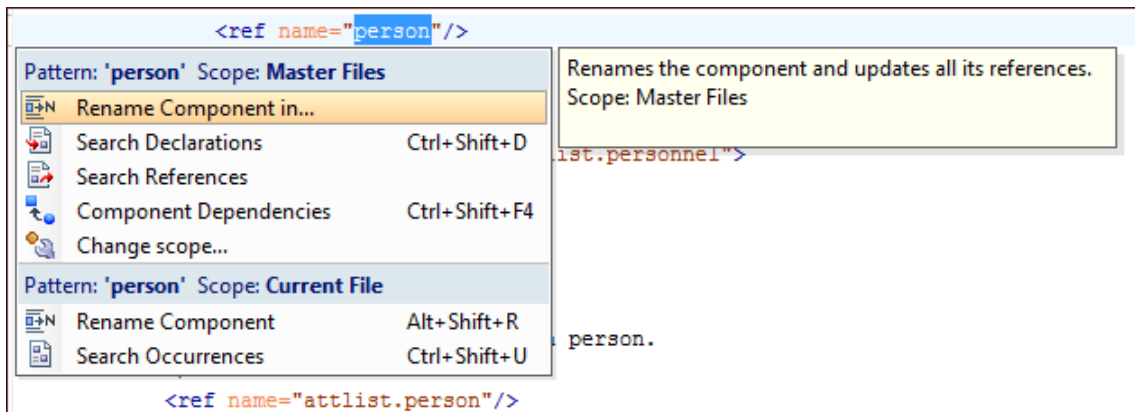 <ref name="person"/>
Pattern: 'person' Scope: Master Files
Rename Component in...
Search Declarations Ctrl+Shift+D
Search References
Component Dependencies Ctrl+Shift+F4
Change scope...
Pattern: 'person' Scope: Current File
Rename Component Alt+Shift+R
Search Occurrences Ctrl+Shift+U
Renames the component and updates all its references.
Scope: Master Files
list.personnel">
person.
<ref name="attlist.person"/>